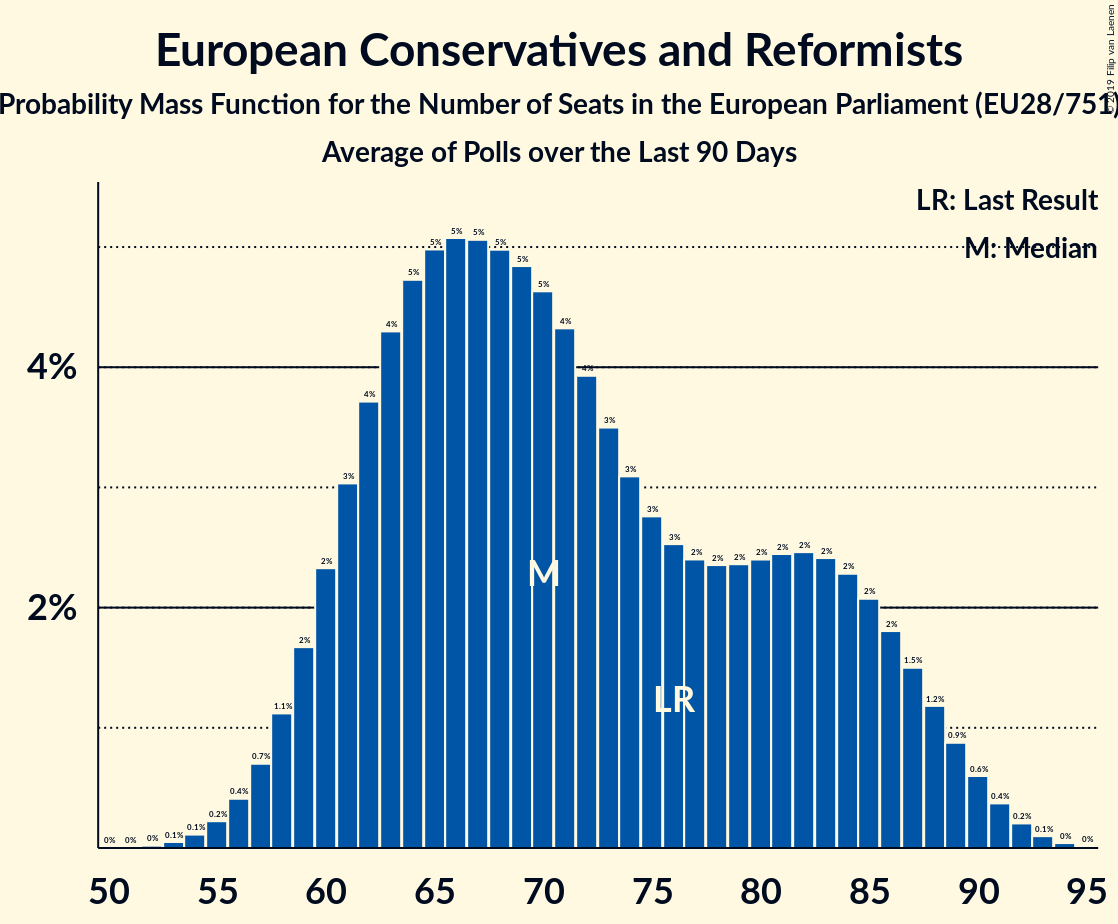 European Conservatives and Reformists
Probability Mass Function for the Number of Seats in the European Parliament (EU28/751)
Average of Polls over the Last 90 Days
© 2019 Filip van Laenen
LR: Last Result
M: Median
4%
2%
0% 0% 0% 0.1% 0.1% 0.2% 0.4% 0.7% 1.1% 2% 2% 3% 4% 4% 5% 5% 5% 5% 5% 5% 5% 4% 4% 3% 3% 3% 3% 2% 2% 2% 2% 2% 2% 2% 2% 2% 2% 1.5% 1.2% 0.9% 0.6% 0.4% 0.2% 0.1% 0% 0%
M
LR
50 55 60 65 70 75 80 85 90 95